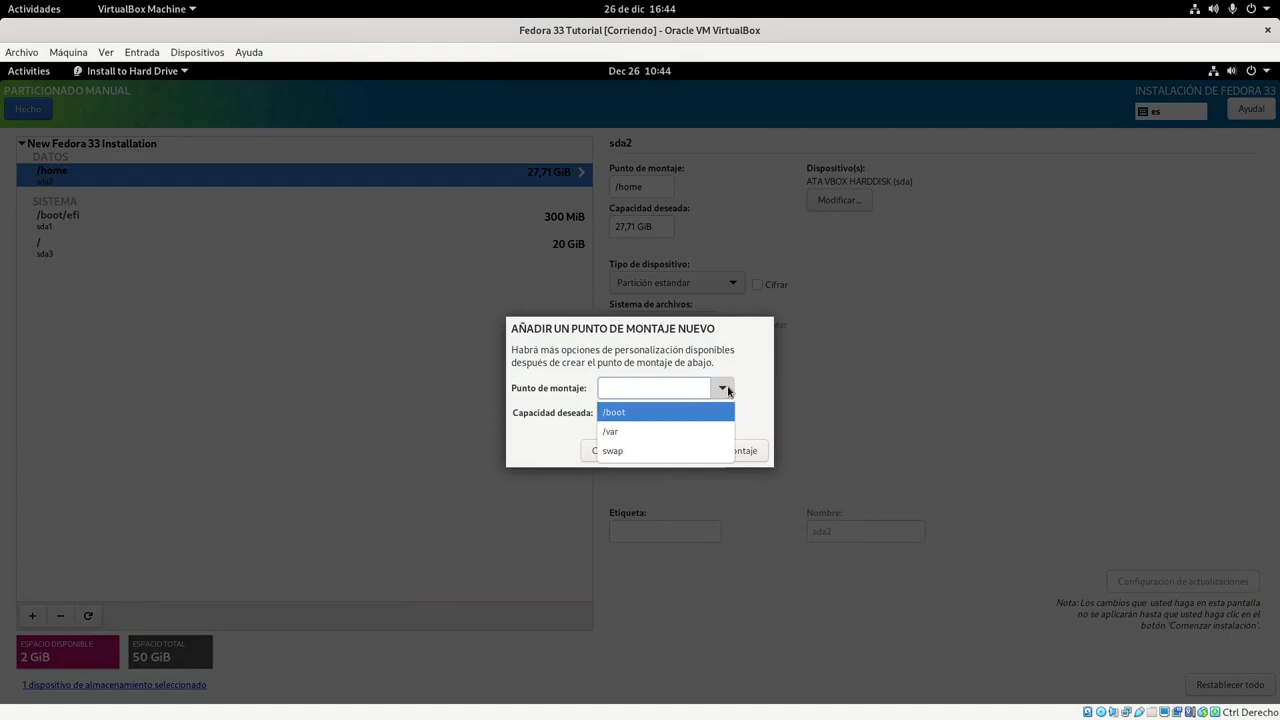 Actividades
VirtualBox Machine
26 de dic 16:44
Fedora 33 Tutorial [Corriendo] - Oracle VM VirtualBox
×
Archivo Máquina Ver Entrada Dispositivos Ayuda
Activities
Install to Hard Drive
Dec 26 10:44
PARTICIONADO MANUAL
INSTALACIÓN DE FEDORA 33
Hecho
es
Ayuda!
New Fedora 33 Installation
DATOS
/home
27,71 GiB
sda2
SISTEMA
/boot/efi
300 MiB
sda1
/
20 GiB
sda3
sda2
Punto de montaje:
/home
Capacidad deseada:
27,71 GiB
Dispositivo(s):
ATA VBOX HARDDISK (sda)
Modificar...
Tipo de dispositivo:
Partición estándar
Cifrar
Sistema de archivos:
AÑADIR UN PUNTO DE MONTAJE NUEVO
Habrá más opciones de personalización disponibles
después de crear el punto de montaje de abajo.
Punto de montaje:
Capacidad deseada:
/boot
/var
swap
C
ontaje
Etiqueta:
Nombre:
sda2
Configuración de actualizaciones
Nota: Los cambios que usted haga en esta pantalla
no se aplicarán hasta que usted haga clic en el
botón 'Comenzar instalación'.
+ −
ESPACIO DISPONIBLE
2 GiB
ESPACIO TOTAL
50 GiB
1 dispositivo de almacenamiento seleccionado
Restablecer todo
Ctrl Derecho